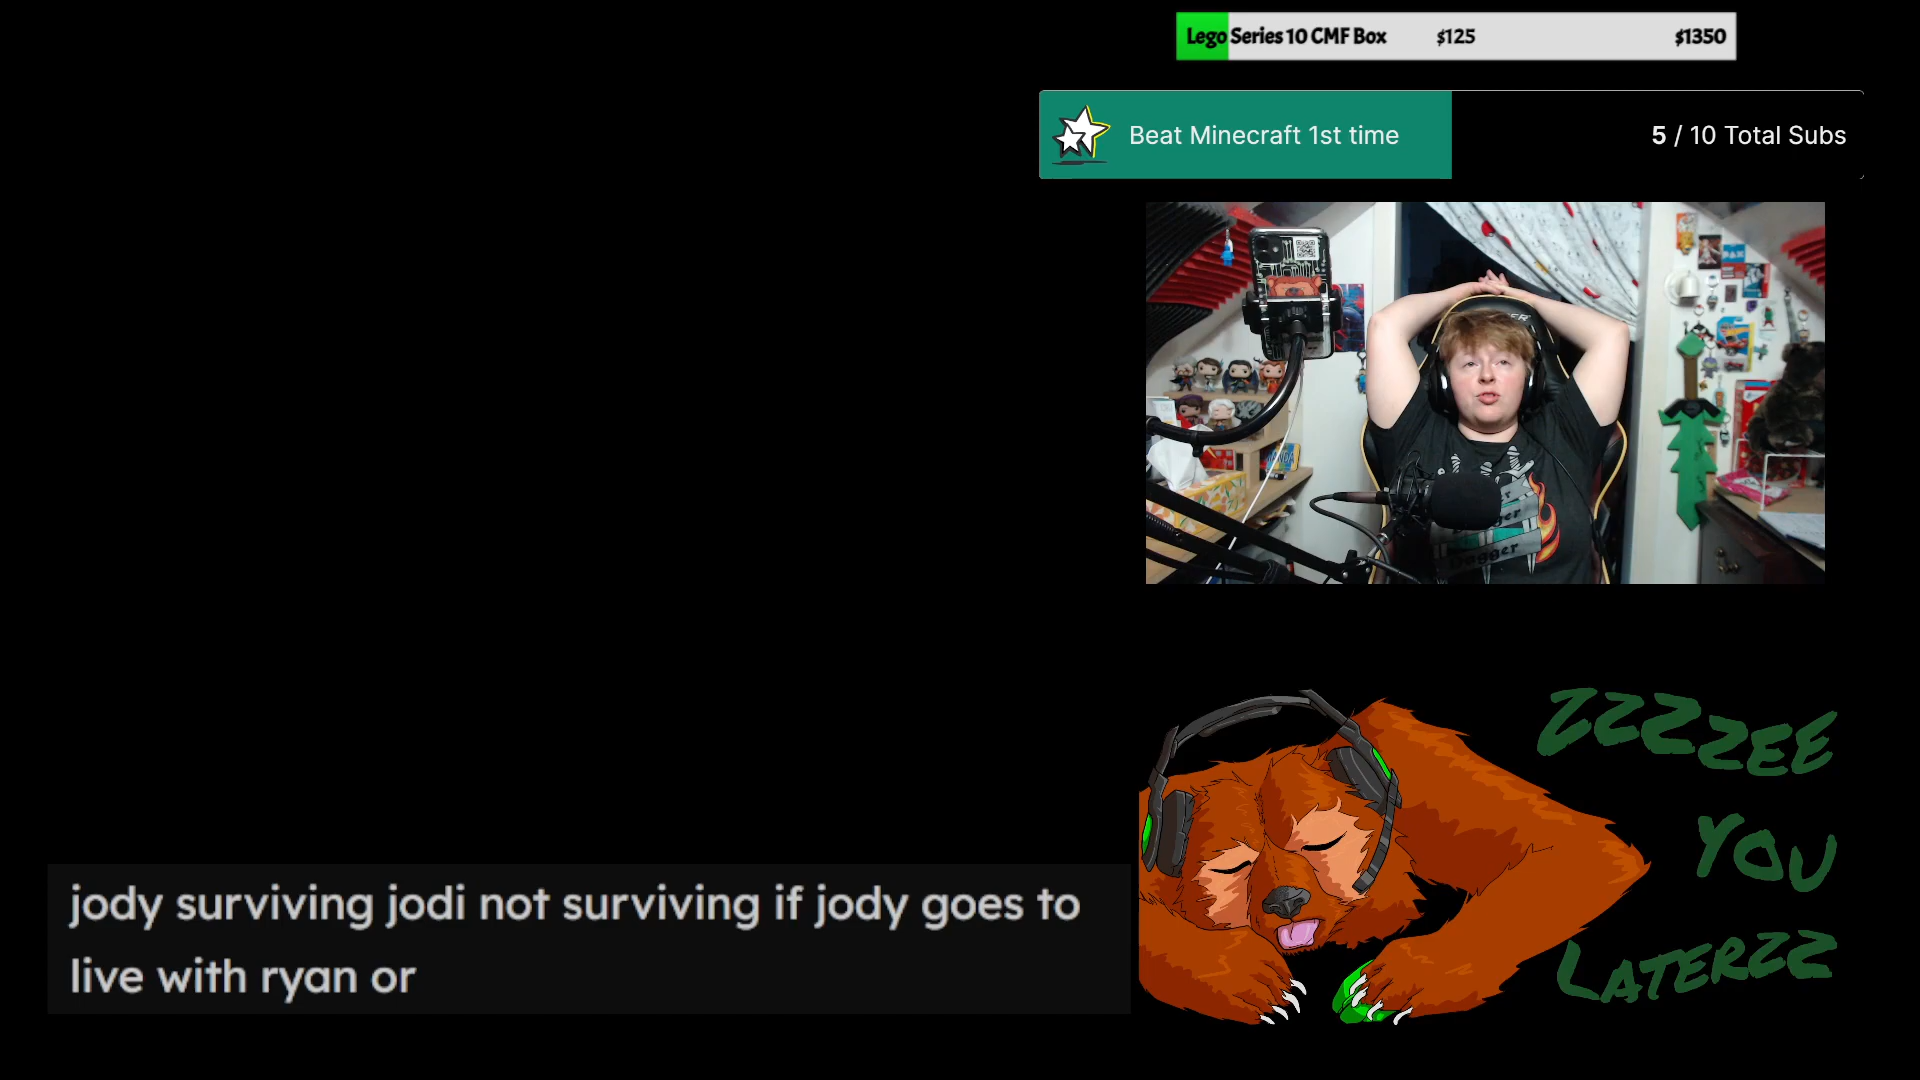 Lego Series 10 CMF Box $125 $1350
Beat Minecraft 1st time 5 / 10 Total Subs
Dagger
ZZZZEE
YOU
LATERZZ
jody surviving jodi not surviving if jody goes to
live with ryan or